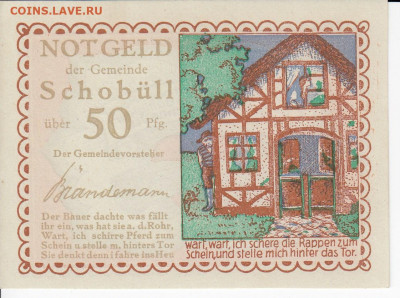 COINS.LAVE.RU
NOTGELD
der Gemeinde
Schobüll
über 50 Pfg.
Der Gemeindevorsteher
Brandemann
Der Bauer dachte was fällt
ihr ein, was hat sie a. d. Rohr,
Wart, ich schirre Pferd zum
Schein u. stelle m. hinters Tor
Sie denkt denn ich fahre ins Heu
wart, wart, ich schere die Rappen zum
Schein, und stelle mich hinter das Tor.